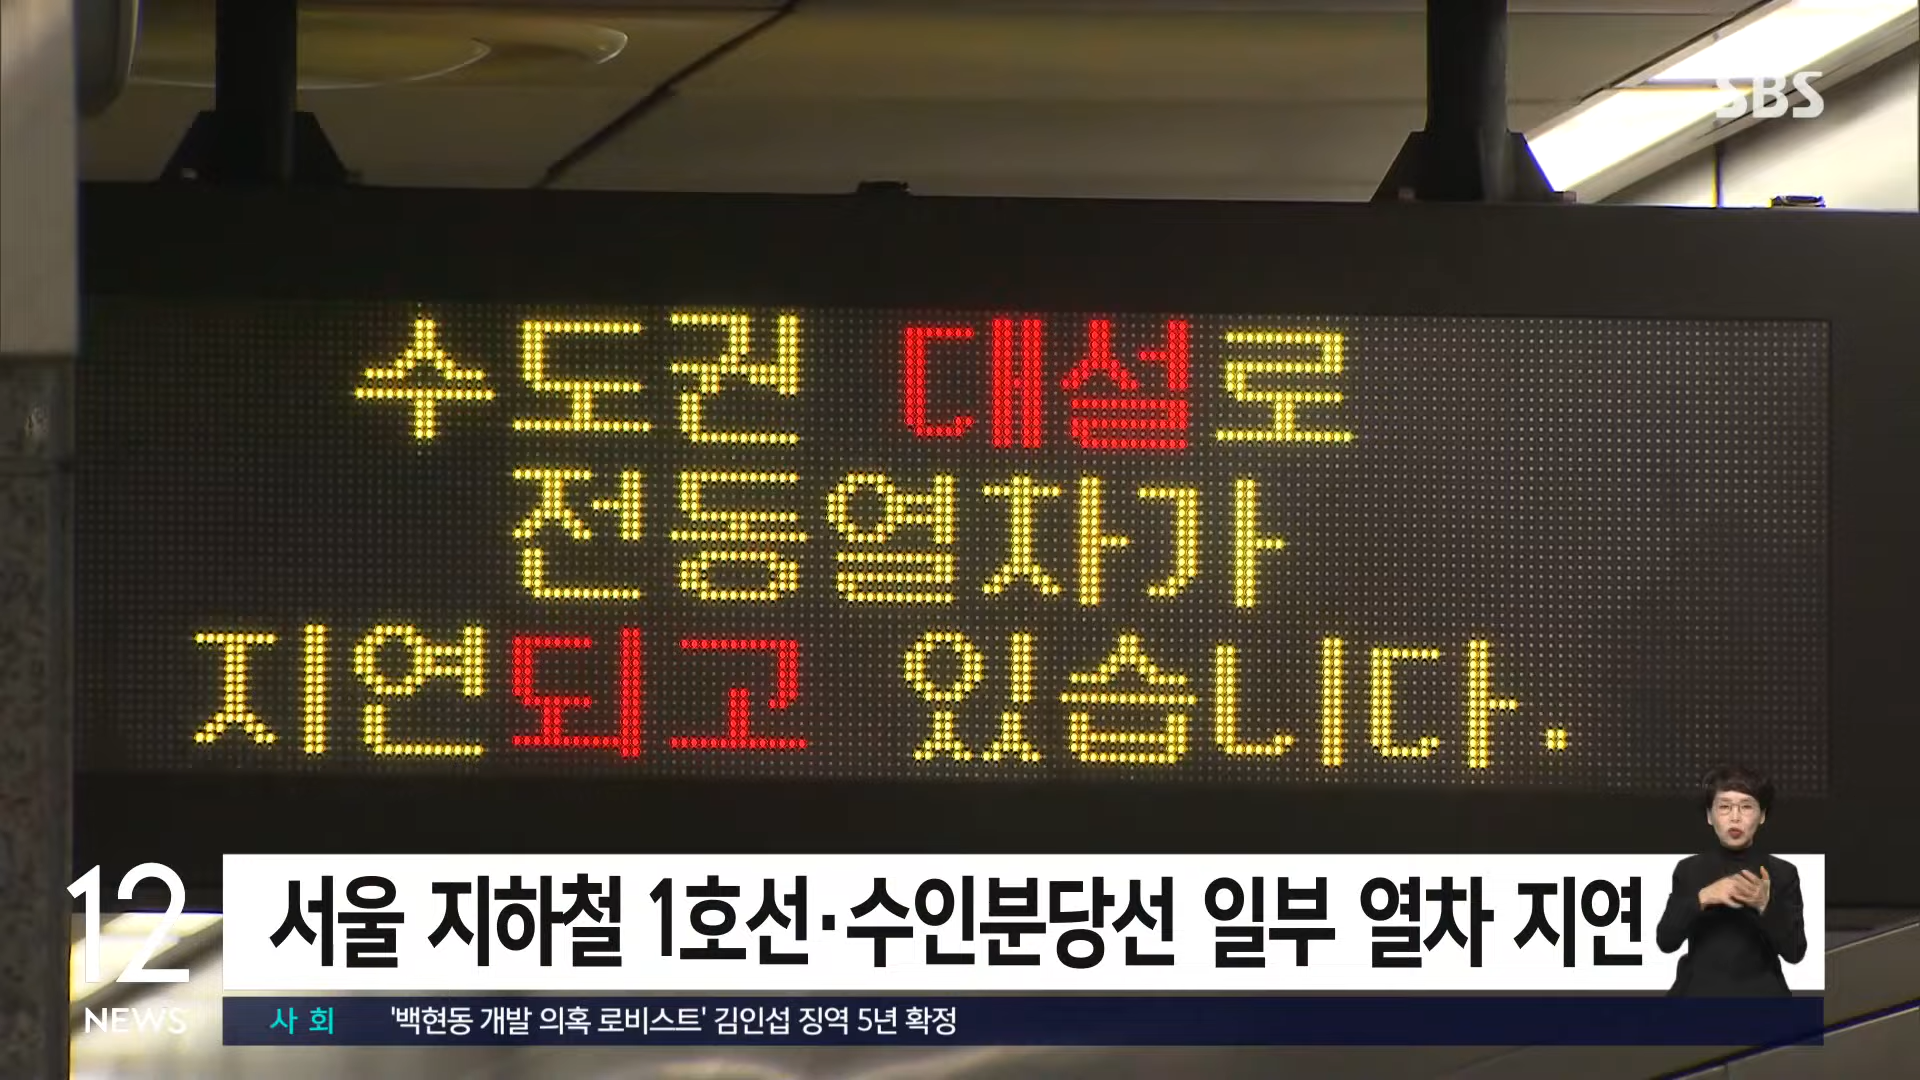 SBS
수도권 대설로
전동열차가
지연되고 있습니다.
12
NEWS
서울 지하철 1호선·수인분당선 일부 열차 지연
사회 '백현동 개발 의혹 로비스트' 김인섭 징역 5년 확정